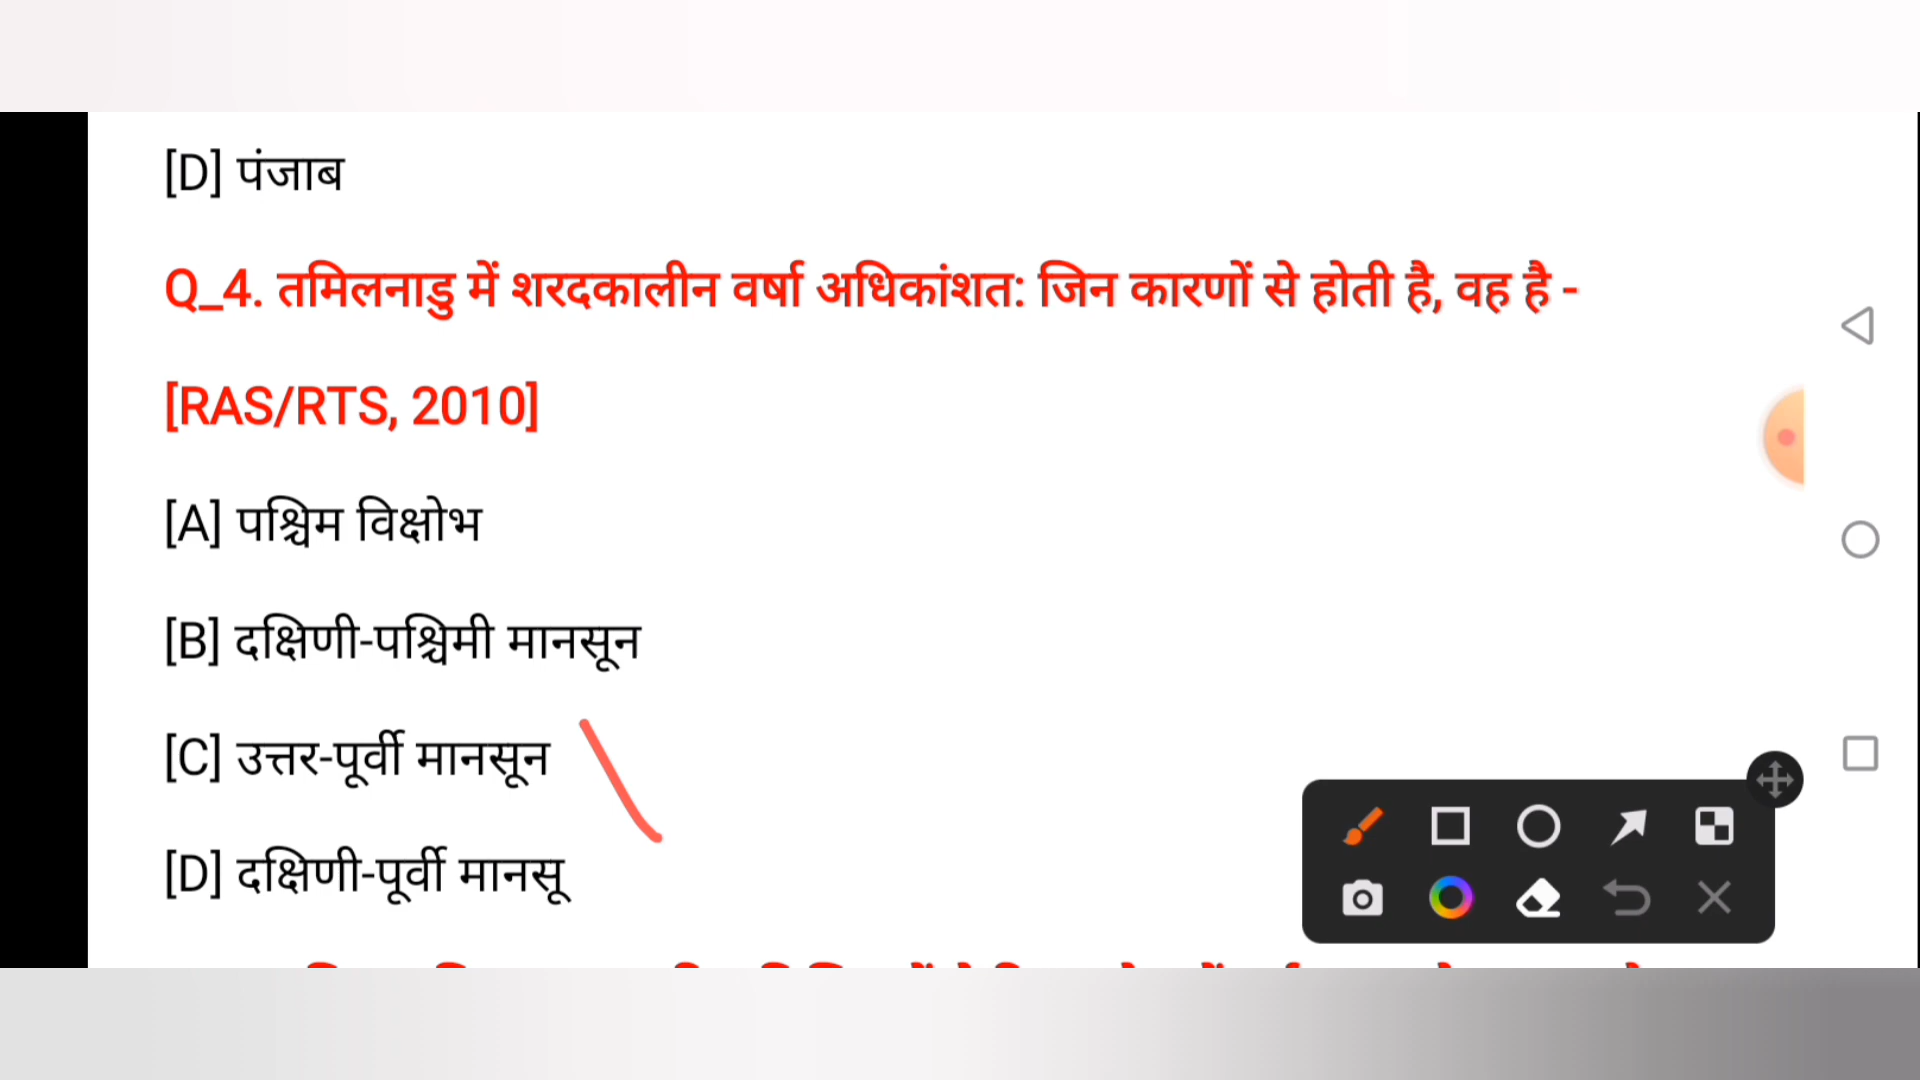 [D] पंजाब
Q_4. तमिलनाडु में शरदकालीन वर्षा अधिकांशत: जिन कारणों से होती है, वह है -
[RAS/RTS, 2010]
[A] पश्चिम विक्षोभ
[B] दक्षिणी-पश्चिमी मानसून
[C] उत्तर-पूर्वी मानसून
[D] दक्षिणी-पूर्वी मानसू